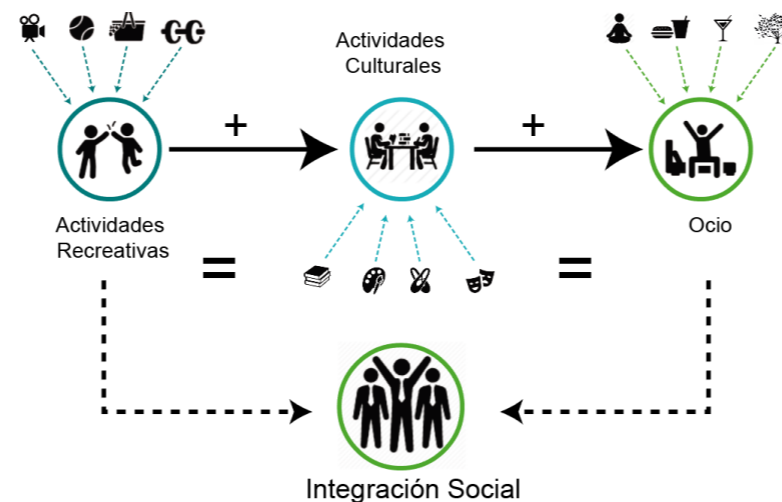 Actividades
Culturales
+
+
Actividades
Recreativas
Ocio
=
=
Integración Social